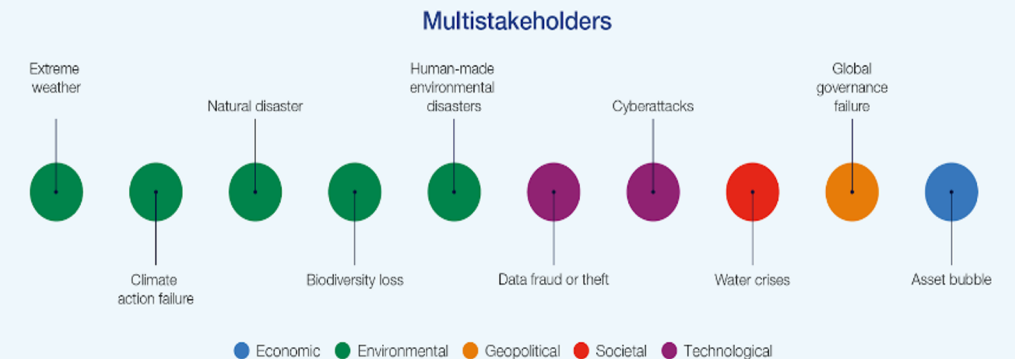 Multistakeholders
Extreme
weather
Human-made
environmental
disasters
Global
governance
failure
Natural disaster
Cyberattacks
Climate
action failure
Biodiversity loss
Data fraud or theft
Water crises
Asset bubble
Economic
Environmental
Geopolitical
Societal
Technological